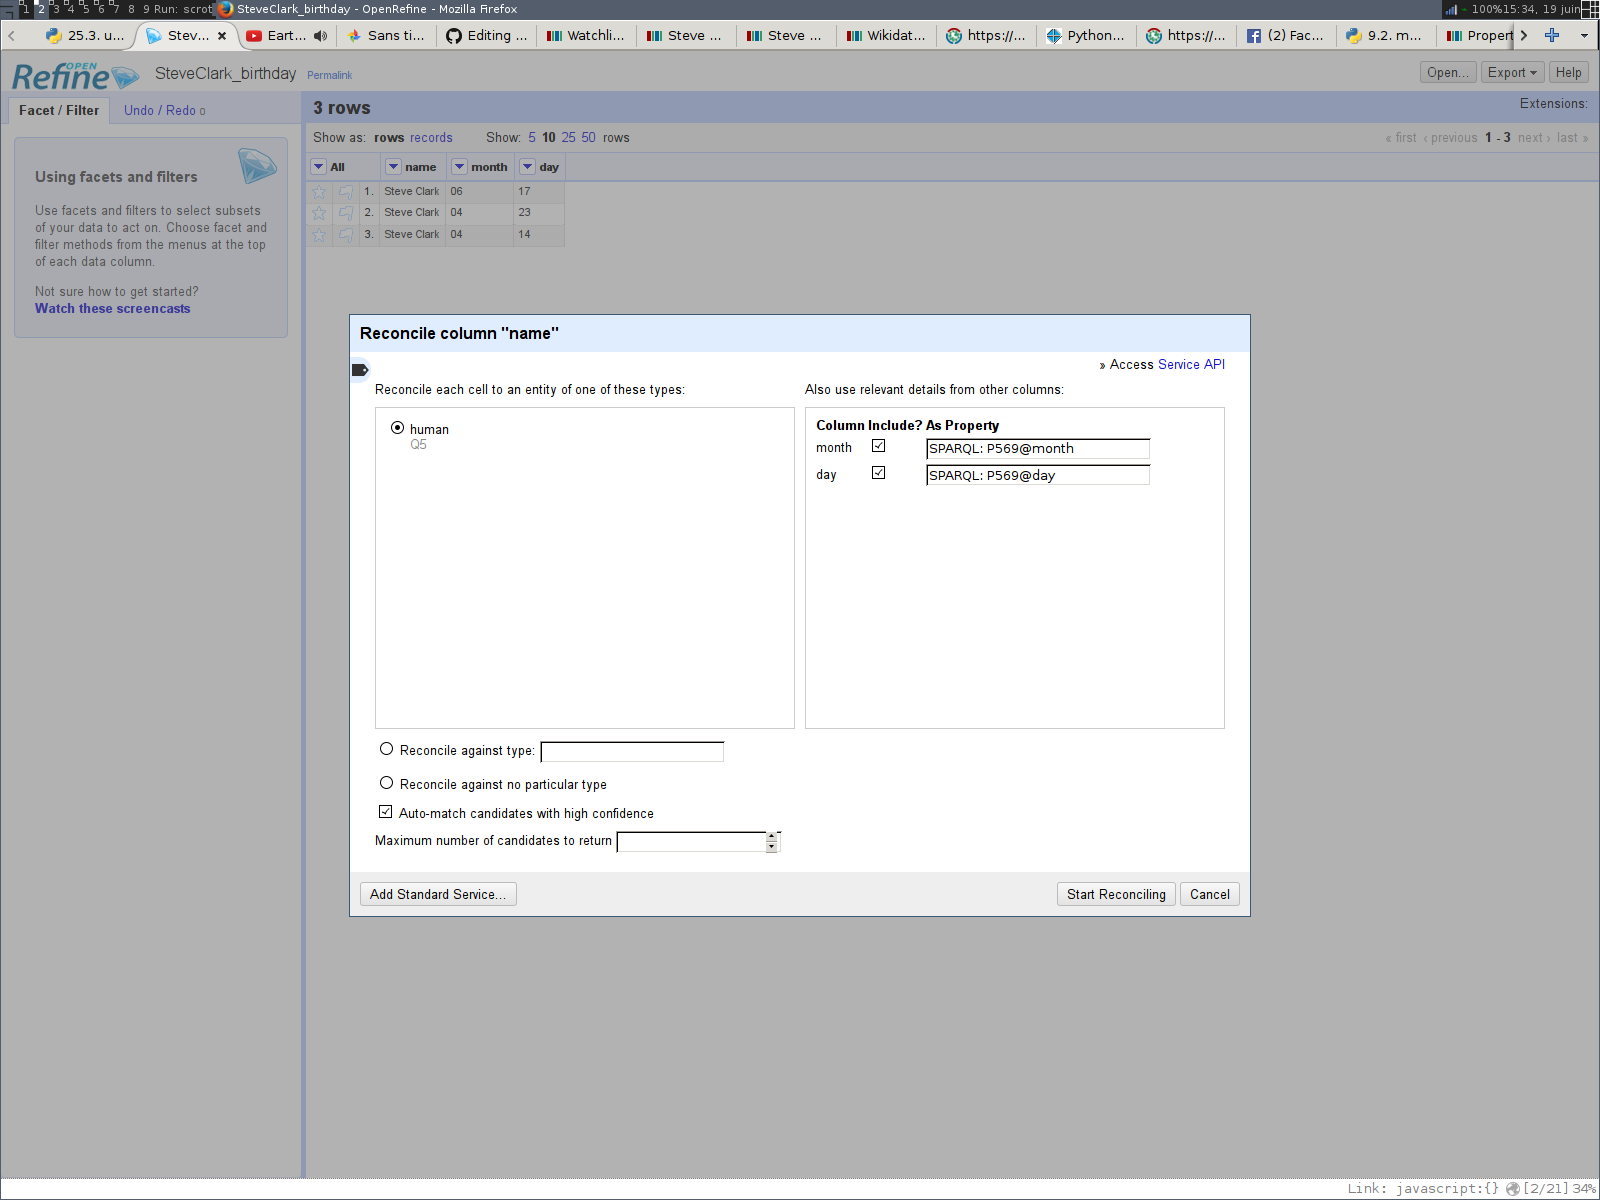 1 2 3 4 5 6 7 8 9 Run: scrot SteveClark_birthday - OpenRefine - Mozilla Firefox 100%15:34, 19 juin
25.3. u... Stev... Eart... Sans ti... Editing ... Watchli... Steve ... Steve ... Wikidat... https://... Python... https://... (2) Fac... 9.2. m... Propert
OPEN Refine SteveClark_birthday Permalink Open... Export Help
Facet / Filter Undo / Redo 0 3 rows Extensions:
Show as: rows records Show: 5 10 25 50 rows « first ‹ previous 1 - 3 next › last »
All name month day
1. Steve Clark 06 17
2. Steve Clark 04 23
3. Steve Clark 04 14
Using facets and filters
Use facets and filters to select subsets
of your data to act on. Choose facet and
filter methods from the menus at the top
of each data column.
Not sure how to get started?
Watch these screencasts
Reconcile column "name"
» Access Service API
Reconcile each cell to an entity of one of these types:
human
Q5
Also use relevant details from other columns:
Column Include? As Property
month SPARQL: P569@month
day SPARQL: P569@day
Reconcile against type:
Reconcile against no particular type
Auto-match candidates with high confidence
Maximum number of candidates to return
Add Standard Service... Start Reconciling Cancel
Link: javascript:{} [2/21] 34%